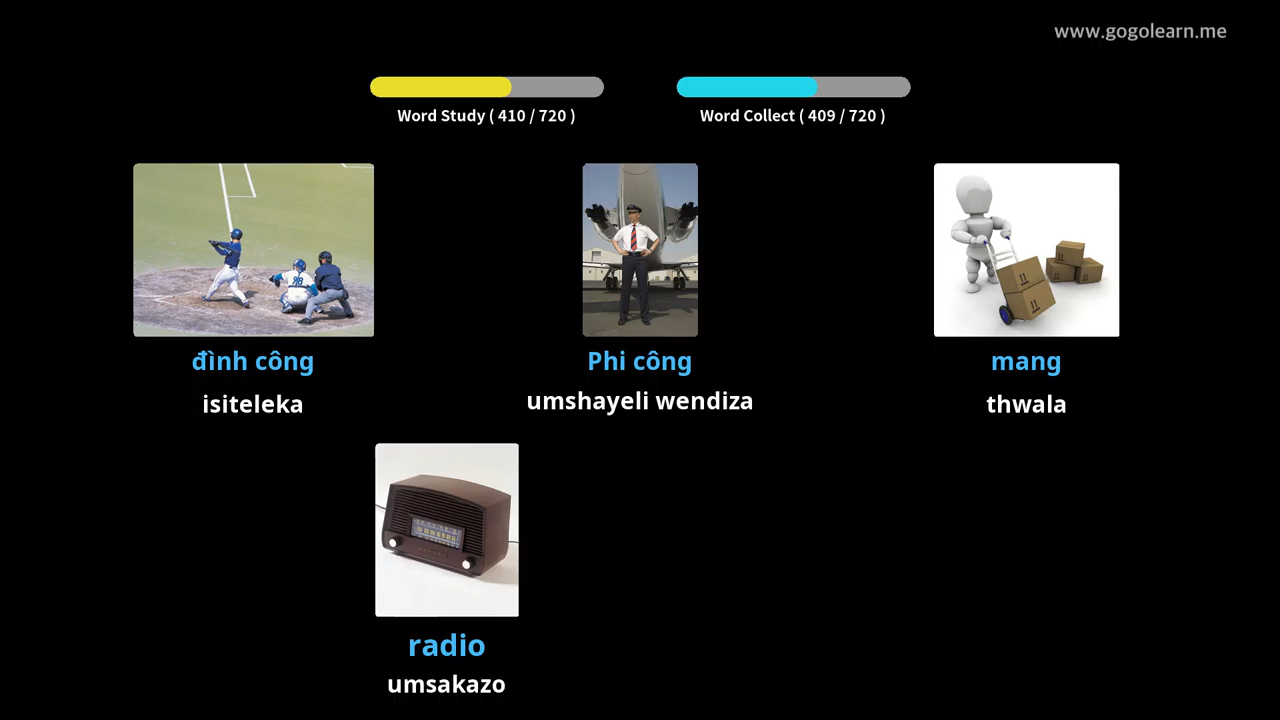 www.gogolearn.me
Word Study ( 410 / 720 )
Word Collect ( 409 / 720 )
đình công
Phi công
mang
isiteleka
umshayeli wendiza
thwala
radio
umsakazo